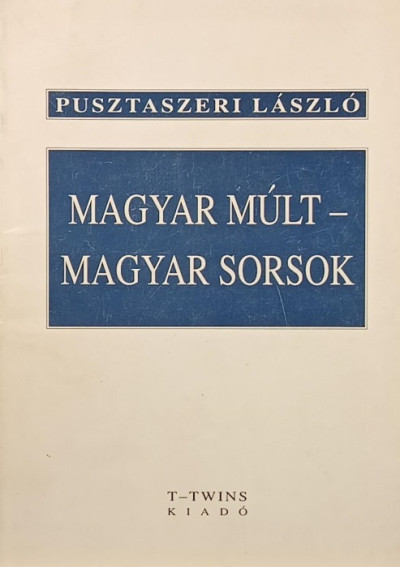 PUSZTASZERI LÁSZLÓ
MAGYAR MÚLT –
MAGYAR SORSOK
T–TWINS
KIADÓ